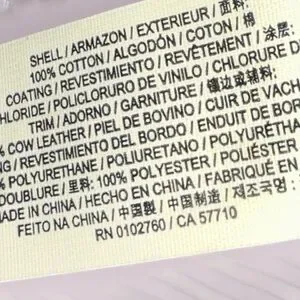 SHELL / ARMAZON / EXTERIEUR / 面料:
100% COTTON / ALGODÓN / COTON / 棉
COATING / REVESTIMIENTO / REVÊTEMENT / 涂层:
CHLORIDE / POLICLORURO DE VINILO / CHLORURE D
TRIM / ADORNO / GARNITURE / 镶边或辅料:
% COW LEATHER / PIEL DE BOVINO / CUIR DE VACH
NG / REVESTIMIENTO DEL BORDO / ENDUIT DE BOR
% POLYURETHANE / POLIURETANO / POLYURÉTHA
DOUBLURE / 里料: 100% POLYESTER / POLIÉSTER
MADE IN CHINA / HECHO EN CHINA / FABRIQUÉ EN
FEITO NA CHINA / 中国製 / 中国制造 / 제조국명 :
RN 0102760 / CA 57710